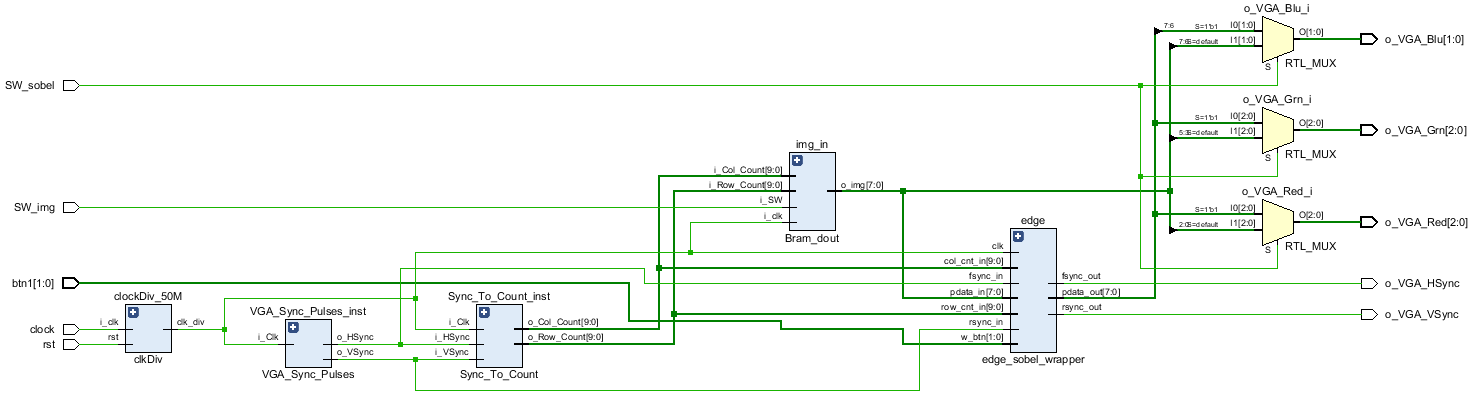 o_VGA_Blu_i
7:6 S=1'b1 I0[1:0] O[1:0] o_VGA_Blu[1:0]
S=default I1[1:0]
S RTL_MUX
SW_sobel
o_VGA_Grn_i
S=1'b1 I0[2:0] O[2:0] o_VGA_Grn[2:0]
5:3 S=default I1[2:0]
S RTL_MUX
img_in
i_Col_Count[9:0]
i_Row_Count[9:0] o_img[7:0]
SW_img i_SW
i_clk
Bram_dout
o_VGA_Red_i
S=1'b1 I0[2:0] O[2:0] o_VGA_Red[2:0]
2:0 S=default I1[2:0]
S RTL_MUX
edge
clk
col_cnt_in[9:0]
fsync_in fsync_out o_VGA_HSync
pdata_in[7:0] pdata_out[7:0]
row_cnt_in[9:0] rsync_out o_VGA_VSync
rsync_in
w_btn[1:0]
edge_sobel_wrapper
btn1[1:0]
clockDiv_50M
clock i_clk clk_div
rst rst
clkDiv
VGA_Sync_Pulses_inst
i_Clk o_HSync
o_VSync
VGA_Sync_Pulses
Sync_To_Count_inst
i_Clk o_Col_Count[9:0]
i_HSync o_Row_Count[9:0]
i_VSync
Sync_To_Count